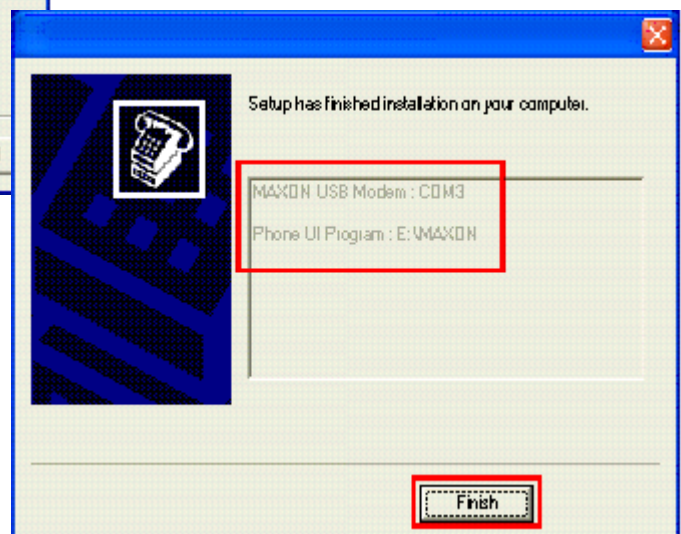 Setup has finished installation on your computer.
MAXON USB Modem : COM3
Phone UI Program : E:\MAXON
Finish